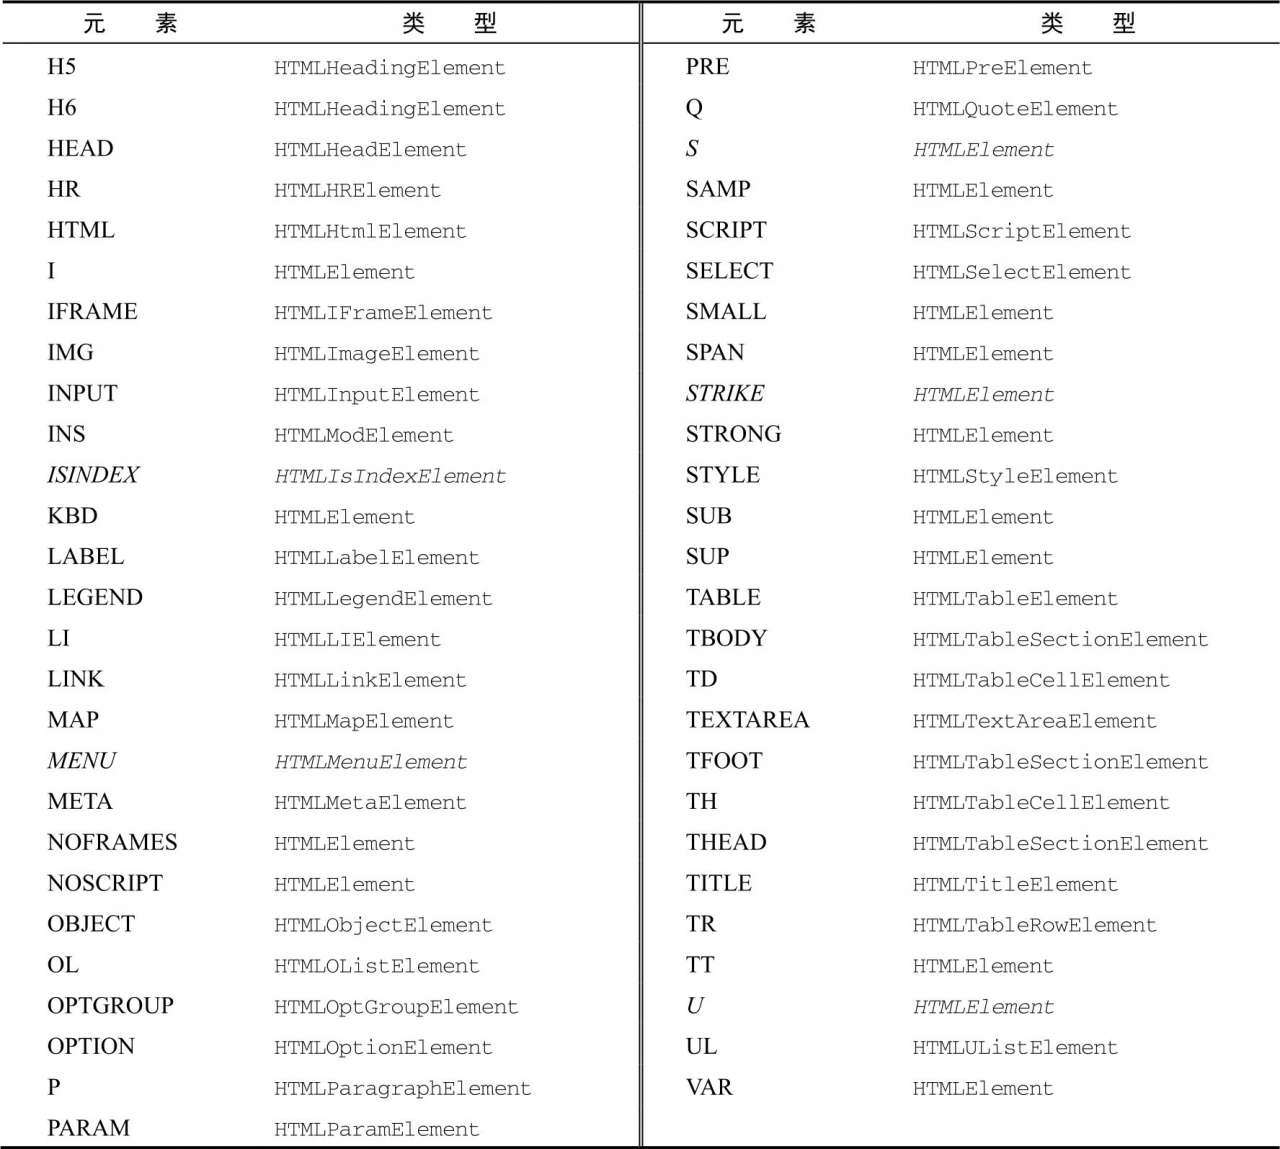 元 素 类 型 元 素 类 型
H5 HTMLHeadingElement PRE HTMLPreElement
H6 HTMLHeadingElement Q HTMLQuoteElement
HEAD HTMLHeadElement S HTMLElement
HR HTMLHRElement SAMP HTMLElement
HTML HTMLHtmlElement SCRIPT HTMLScriptElement
I HTMLElement SELECT HTMLSelectElement
IFRAME HTMLIFrameElement SMALL HTMLElement
IMG HTMLImageElement SPAN HTMLElement
INPUT HTMLInputElement STRIKE HTMLElement
INS HTMLModElement STRONG HTMLElement
ISINDEX HTMLIsIndexElement STYLE HTMLStyleElement
KBD HTMLElement SUB HTMLElement
LABEL HTMLLabelElement SUP HTMLElement
LEGEND HTMLLegendElement TABLE HTMLTableElement
LI HTMLLIElement TBODY HTMLTableSectionElement
LINK HTMLLinkElement TD HTMLTableCellElement
MAP HTMLMapElement TEXTAREA HTMLTextAreaElement
MENU HTMLMenuElement TFOOT HTMLTableSectionElement
META HTMLMetaElement TH HTMLTableCellElement
NOFRAMES HTMLElement THEAD HTMLTableSectionElement
NOSCRIPT HTMLElement TITLE HTMLTitleElement
OBJECT HTMLObjectElement TR HTMLTableRowElement
OL HTMLOListElement TT HTMLElement
OPTGROUP HTMLOptGroupElement U HTMLElement
OPTION HTMLOptionElement UL HTMLUListElement
P HTMLParagraphElement VAR HTMLElement
PARAM HTMLParamElement